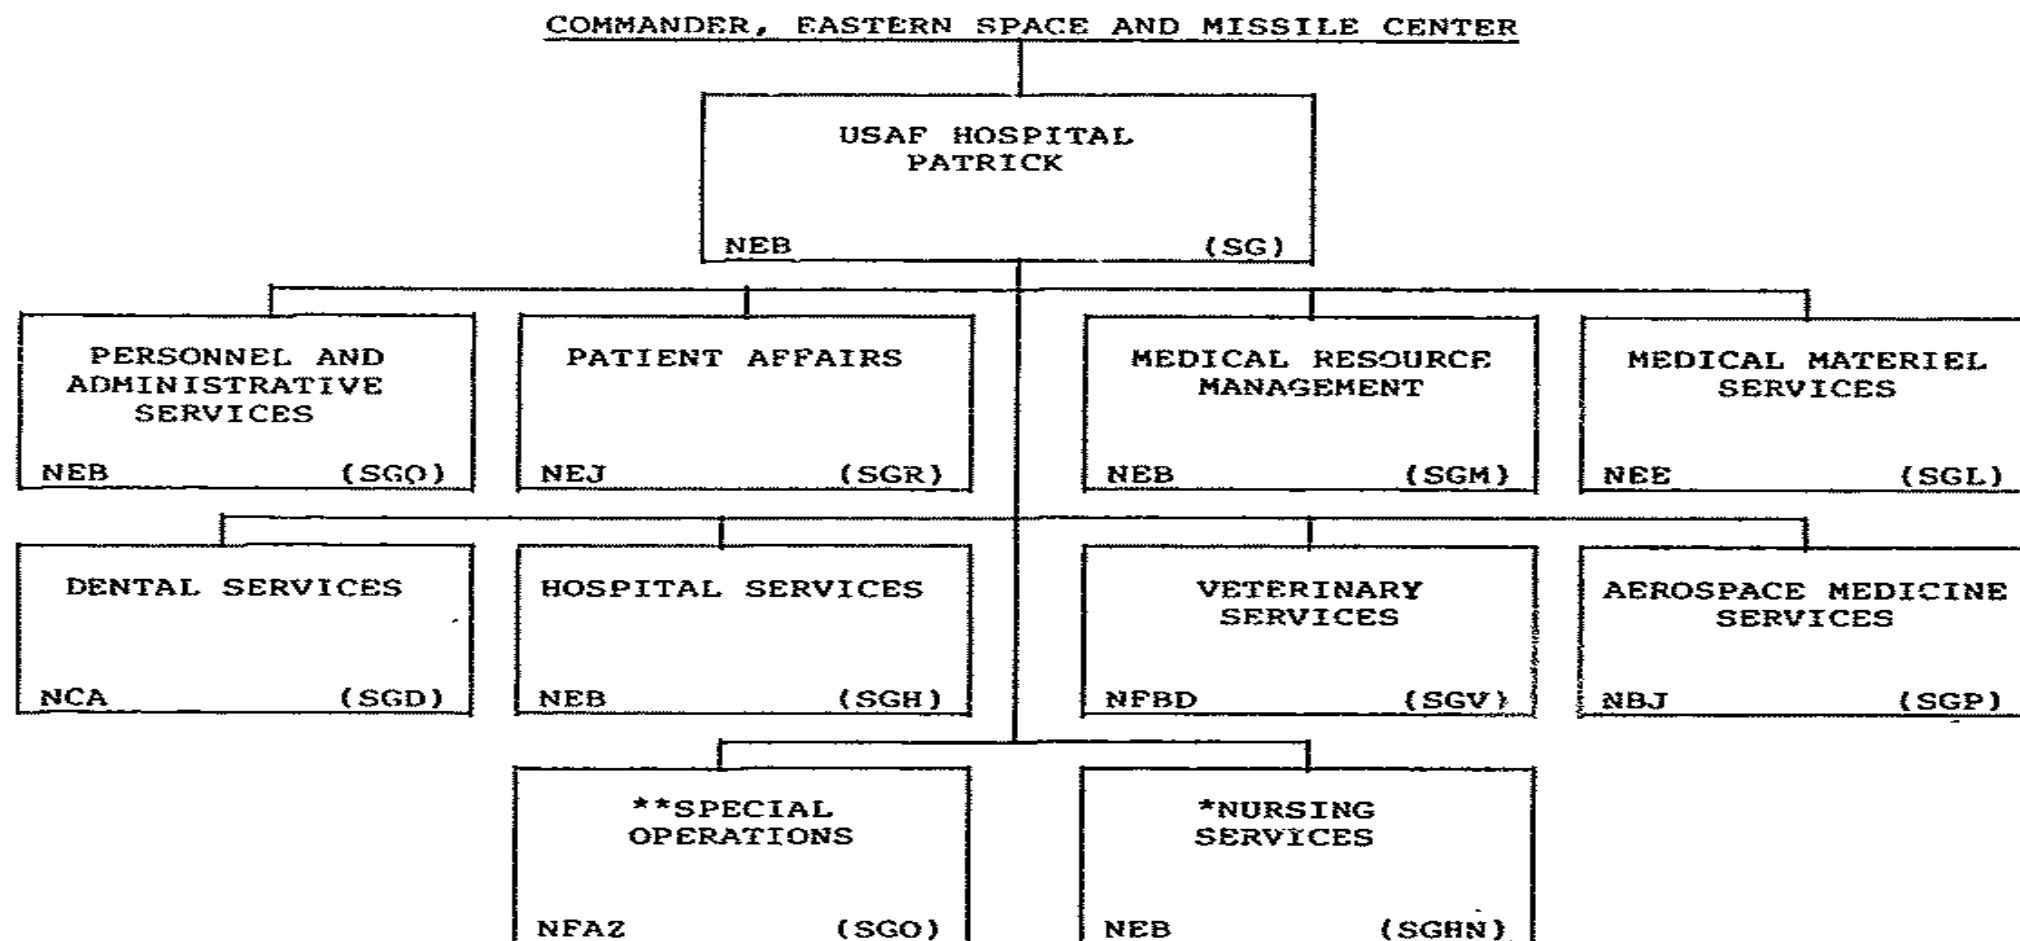 COMMANDER, EASTERN SPACE AND MISSILE CENTER
USAF HOSPITAL
PATRICK
NEB (SG)
PERSONNEL AND
ADMINISTRATIVE
SERVICES
NEB (SGQ)
PATIENT AFFAIRS
NEJ (SGR)
MEDICAL RESOURCE
MANAGEMENT
NEB (SGM)
MEDICAL MATERIEL
SERVICES
NEE (SGL)
DENTAL SERVICES
NCA (SGD)
HOSPITAL SERVICES
NEB (SGH)
VETERINARY
SERVICES
NFBD (SGV)
AEROSPACE MEDICINE
SERVICES
NBJ (SGP)
**SPECIAL
OPERATIONS
NFA2 (SGO)
*NURSING
SERVICES
NEB (SGHN)